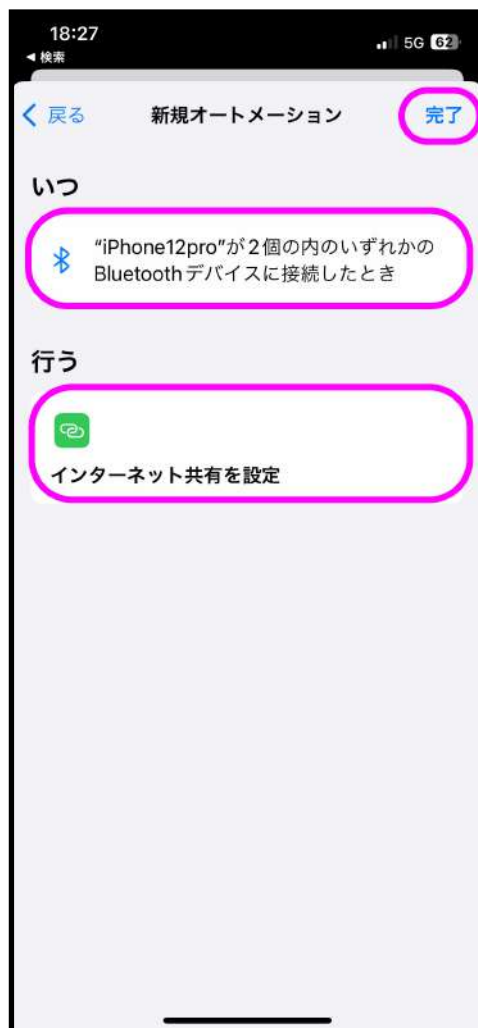 18:27
5G 62
◀ 検索
戻る 新規オートメーション 完了
いつ
“iPhone12pro”が2個の内のいずれかの
Bluetoothデバイスに接続したとき
行う
インターネット共有を設定